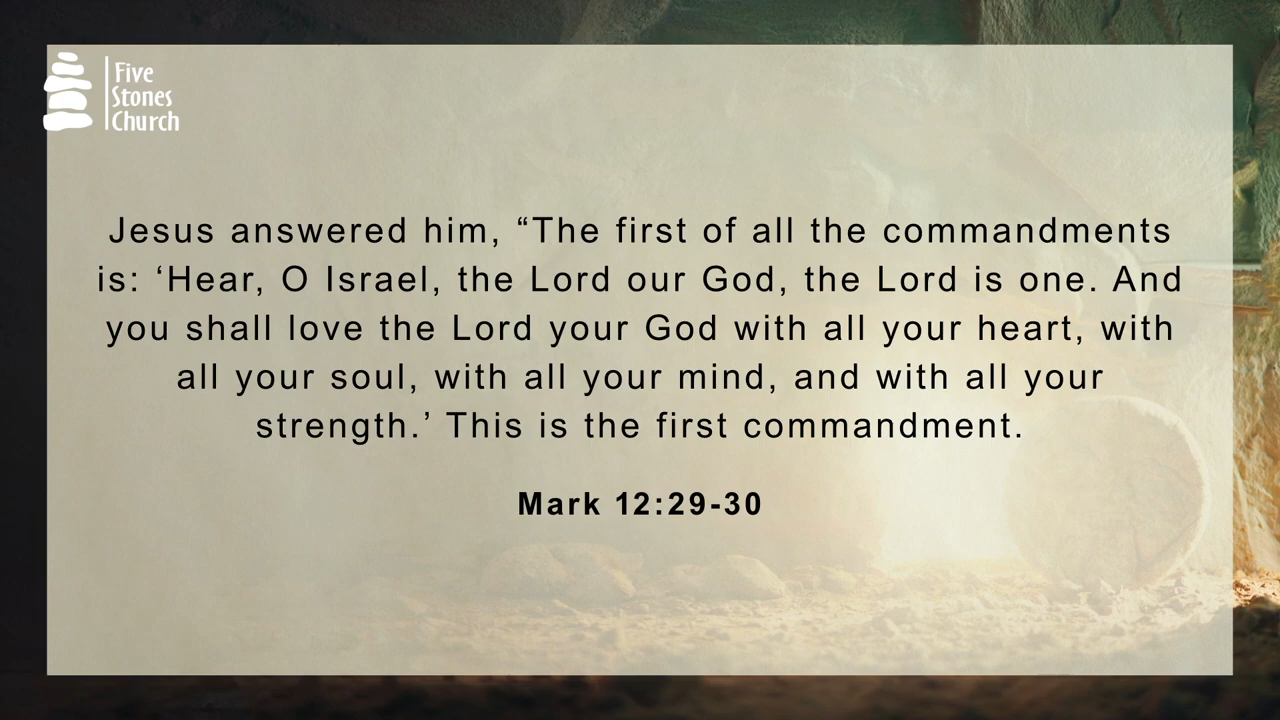 Five
Stones
Church
Jesus answered him, “The first of all the commandments
is: ‘Hear, O Israel, the Lord our God, the Lord is one. And
you shall love the Lord your God with all your heart, with
all your soul, with all your mind, and with all your
strength.’ This is the first commandment.
Mark 12:29-30